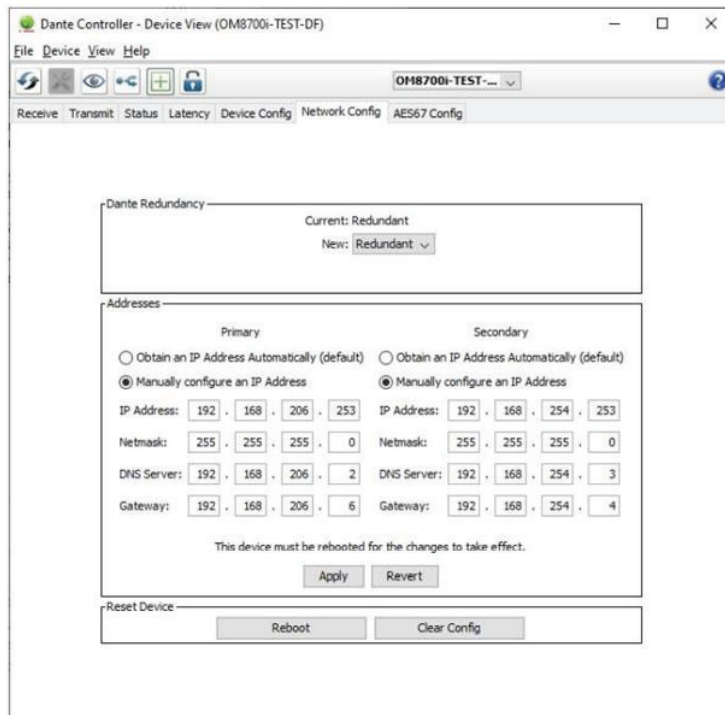 Dante Controller - Device View (OM8700i-TEST-DF)
File Device View Help
OM8700i-TEST-...
Receive Transmit Status Latency Device Config Network Config AES67 Config
Dante Redundancy
Current: Redundant
New: Redundant
Addresses
Primary Secondary
Obtain an IP Address Automatically (default) Obtain an IP Address Automatically (default)
Manually configure an IP Address Manually configure an IP Address
IP Address: 192 . 168 . 206 . 253 IP Address: 192 . 168 . 254 . 253
Netmask: 255 . 255 . 255 . 0 Netmask: 255 . 255 . 255 . 0
DNS Server: 192 . 168 . 206 . 2 DNS Server: 192 . 168 . 254 . 3
Gateway: 192 . 168 . 206 . 6 Gateway: 192 . 168 . 254 . 4
This device must be rebooted for the changes to take effect.
Apply Revert
Reset Device
Reboot Clear Config